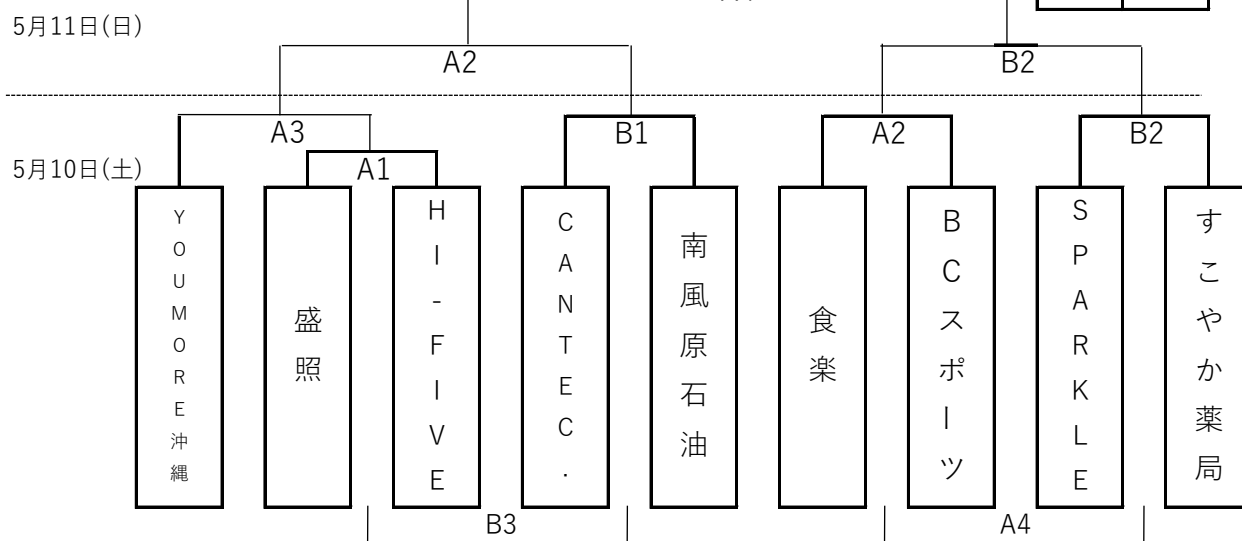 5月11日(日)
A2
B2
A3
B1
A2
B2
5月10日(土)
A1
YOUMORE沖縄
盛照
HI-FIVE
CANTEC.
南風原石油
食楽
BCスポーツ
SPARKLE
すこやか薬局
B3
A4